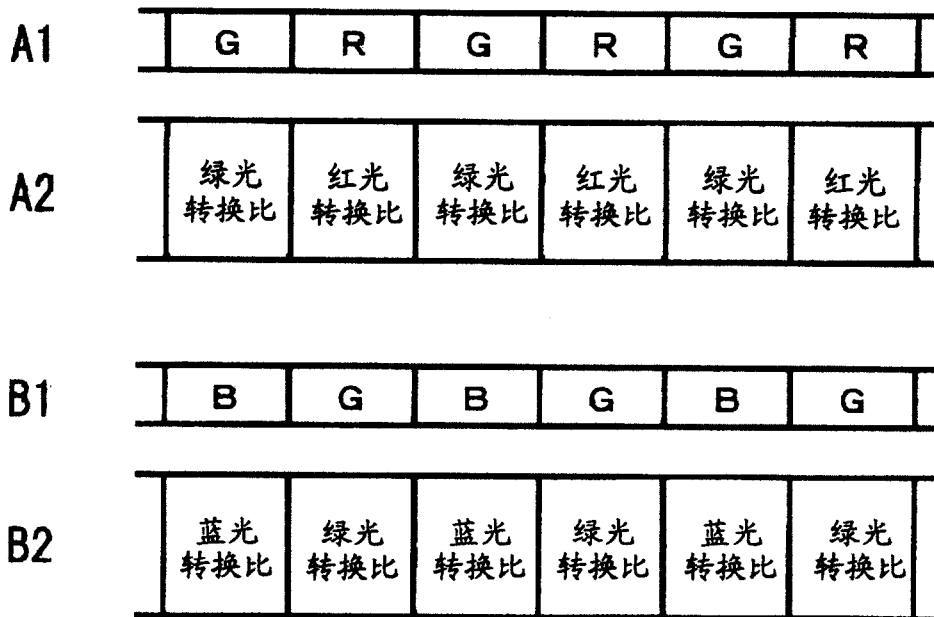 A1 G R G R G R
A2 绿光 红光 绿光 红光 绿光 红光
转换比 转换比 转换比 转换比 转换比 转换比
B1 B G B G B G
B2 蓝光 绿光 蓝光 绿光 蓝光 绿光
转换比 转换比 转换比 转换比 转换比 转换比